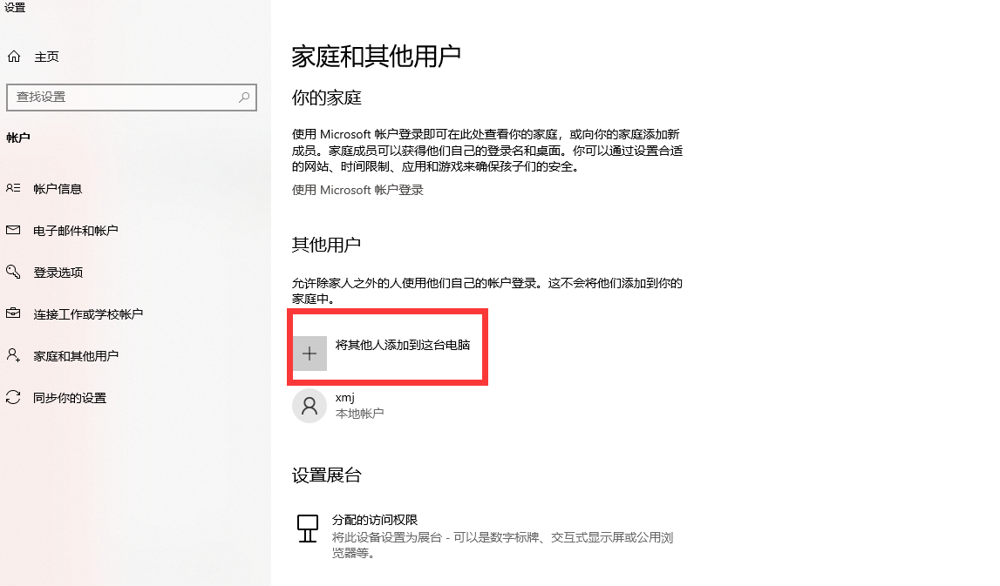 设置
主页
查找设置
帐户
帐户信息
电子邮件和帐户
登录选项
连接工作或学校帐户
家庭和其他用户
同步你的设置
家庭和其他用户
你的家庭
使用 Microsoft 帐户登录即可在此处查看你的家庭，或向你的家庭添加新
成员。家庭成员可以获得他们自己的登录名和桌面。你可以通过设置合适
的网站、时间限制、应用和游戏来确保孩子们的安全。
使用 Microsoft 帐户登录
其他用户
允许除家人之外的人使用他们自己的帐户登录。这不会将他们添加到你的
家庭中。
将其他人添加到这台电脑
xmj
本地帐户
设置展台
分配的访问权限
将此设备设置为展台 - 可以是数字标牌、交互式显示屏或公用浏
览器等。